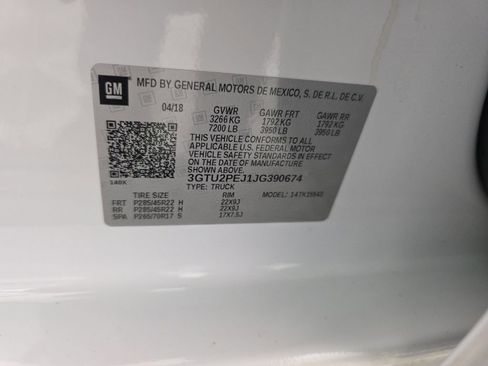 GM
MFD BY GENERAL MOTORS DE MEXICO, S. DE R.L. DE C.V.
04/18 GVWR GAWR FRT GAWR RR
3266 KG 1792 KG 1792 KG
7200 LB 3950 LB 3950 LB
THIS VEHICLE CONFORMS TO ALL
APPLICABLE U.S. FEDERAL MOTOR
VEHICLE SAFETY STANDARDS IN EFFECT
ON THE DATE OF MANUFACTURE
SHOWN ABOVE.
3GTU2PEJ1JG390674
140X TYPE: TRUCK MODEL: 14TK15543
TIRE SIZE RIM
FRT P285/45R22 H 22X9J
RR P285/45R22 H 22X9J
SPA P265/70R17 S 17X7.5J